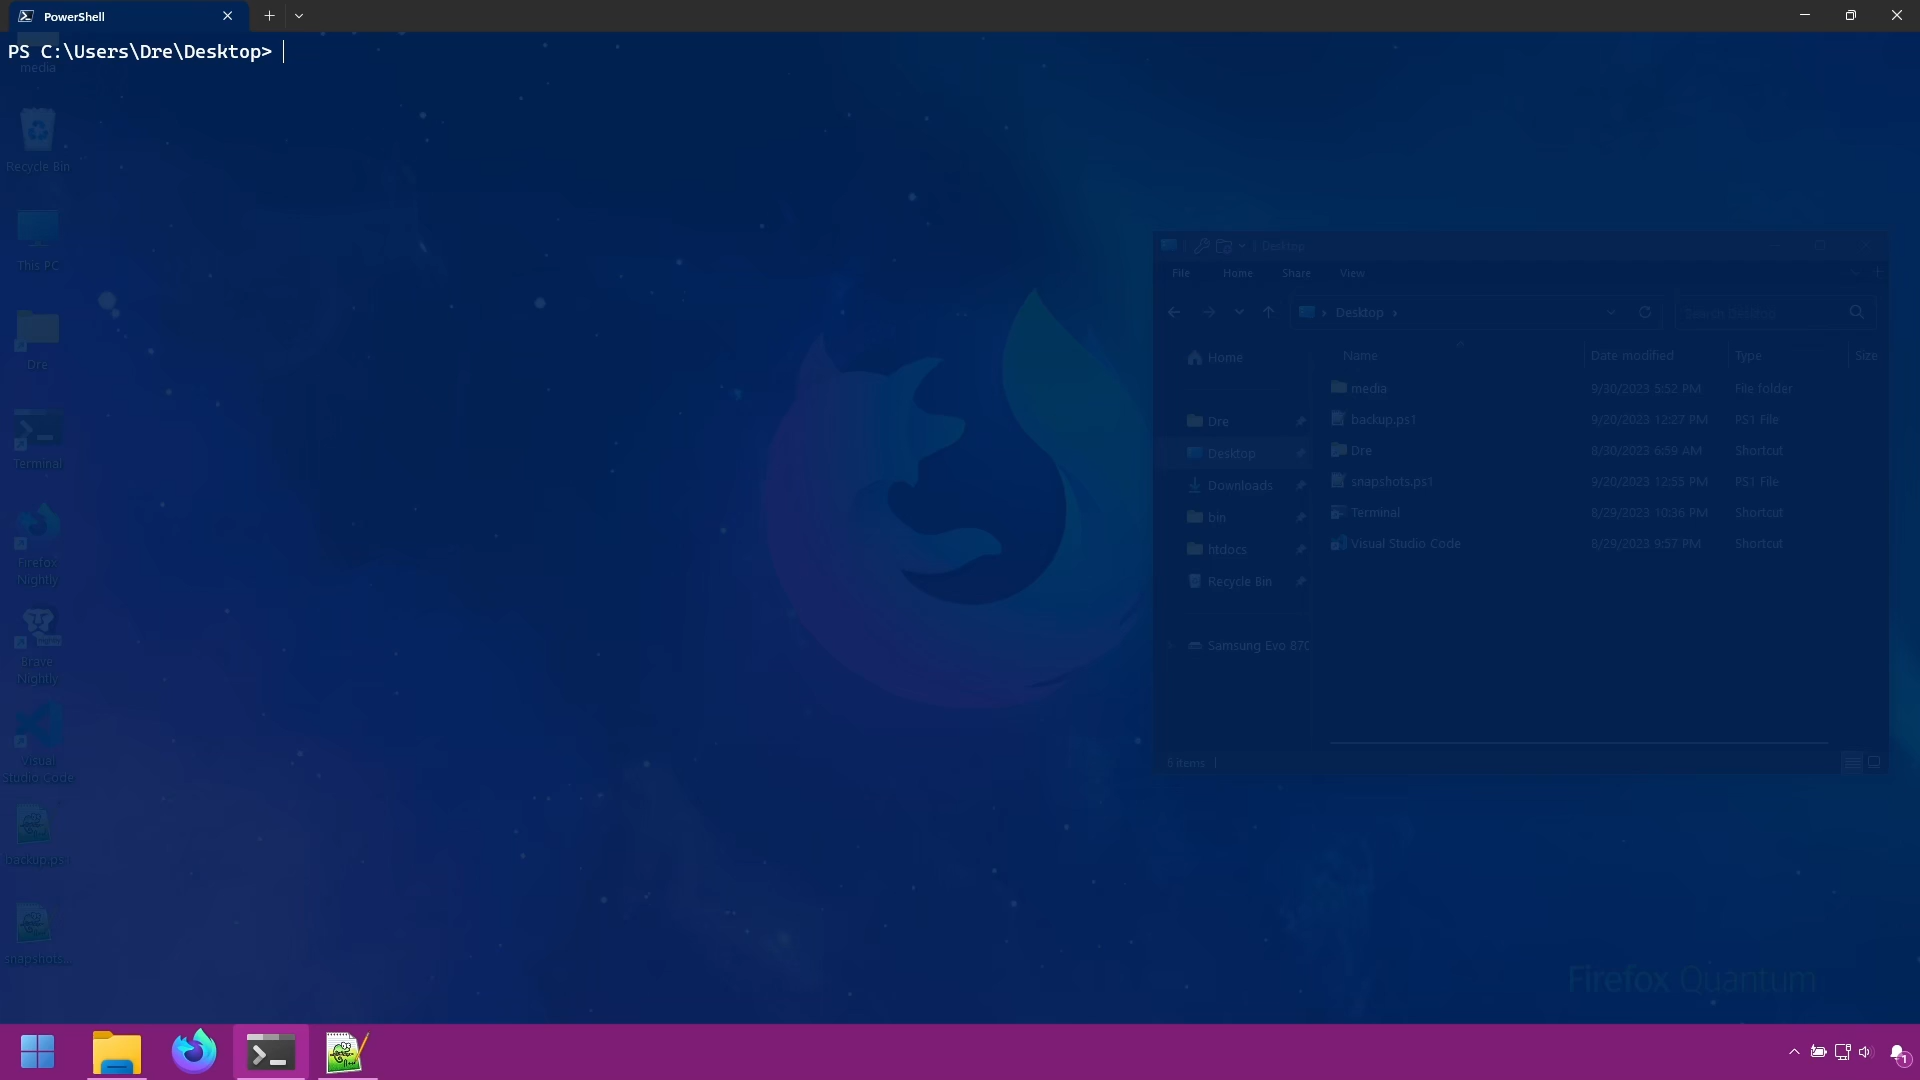 PowerShell
PS C:\Users\Dre\Desktop>
media
Recycle Bin
This PC
Dre
Terminal
Firefox
Nightly
Brave
Nightly
Visual
Studio Code
backup.ps1
snapshots...
Desktop
File Home Share View
Desktop
Search Desktop
Name Date modified Type Size
Home
Dre
Desktop
Downloads
bin
htdocs
Recycle Bin
Samsung Evo 870
media 9/30/2023 5:52 PM File folder
backup.ps1 9/20/2023 12:27 PM PS1 File
Dre 8/30/2023 6:59 AM Shortcut
snapshots.ps1 9/20/2023 12:55 PM PS1 File
Terminal 8/29/2023 10:36 PM Shortcut
Visual Studio Code 8/29/2023 9:57 PM Shortcut
6 items
Firefox Quantum
1